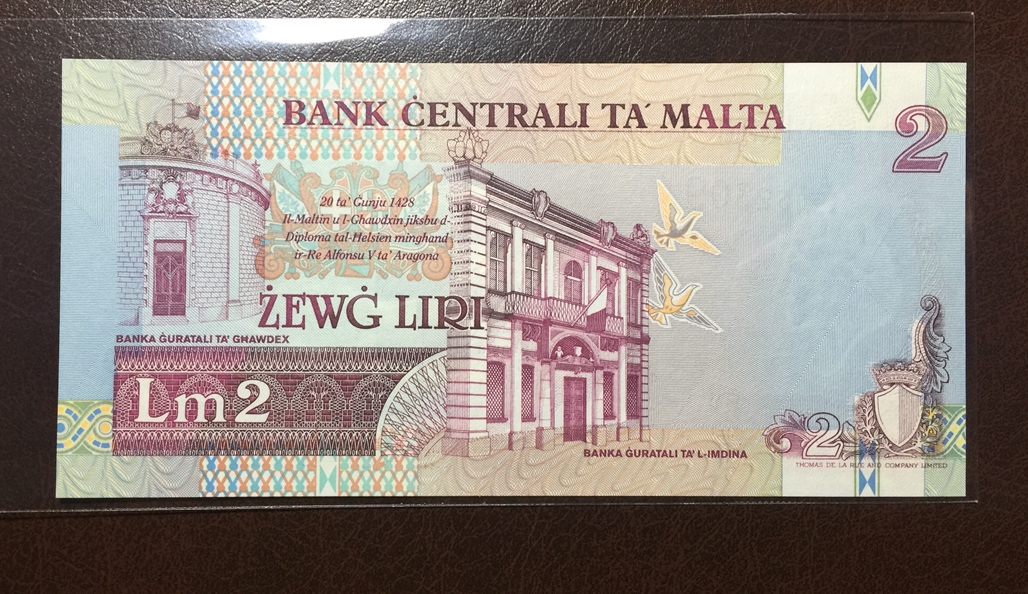 BANK ĊENTRALI TA' MALTA
2
20 ta' Ġunju 1428
Il-Maltin u l-Għawdxin jiksbu d-
Diploma tal-Ħelsien mingħand
ir-Re Alfonsu V ta' Aragona
ŻEWĠ LIRI
BANKA ĠURATALI TA' GĦAWDEX
Lm2
BANKA ĠURATALI TA' L-IMDINA
2
THOMAS DE LA RUE AND COMPANY LIMITED